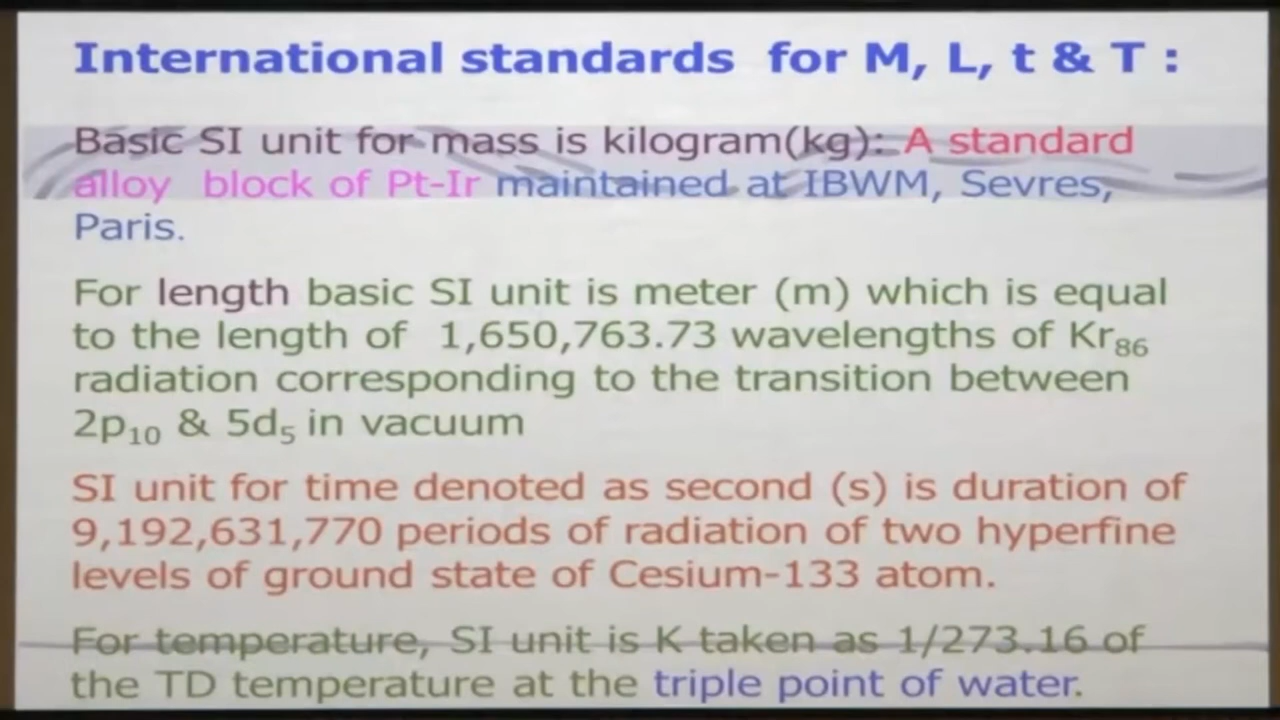 International standards for M, L, t & T :
Basic SI unit for mass is kilogram(kg): A standard
alloy block of Pt-Ir maintained at IBWM, Sevres,
Paris.
For length basic SI unit is meter (m) which is equal
to the length of 1,650,763.73 wavelengths of Kr₈₆
radiation corresponding to the transition between
2p₁₀ & 5d₅ in vacuum
SI unit for time denoted as second (s) is duration of
9,192,631,770 periods of radiation of two hyperfine
levels of ground state of Cesium-133 atom.
For temperature, SI unit is K taken as 1/273.16 of
the TD temperature at the triple point of water.